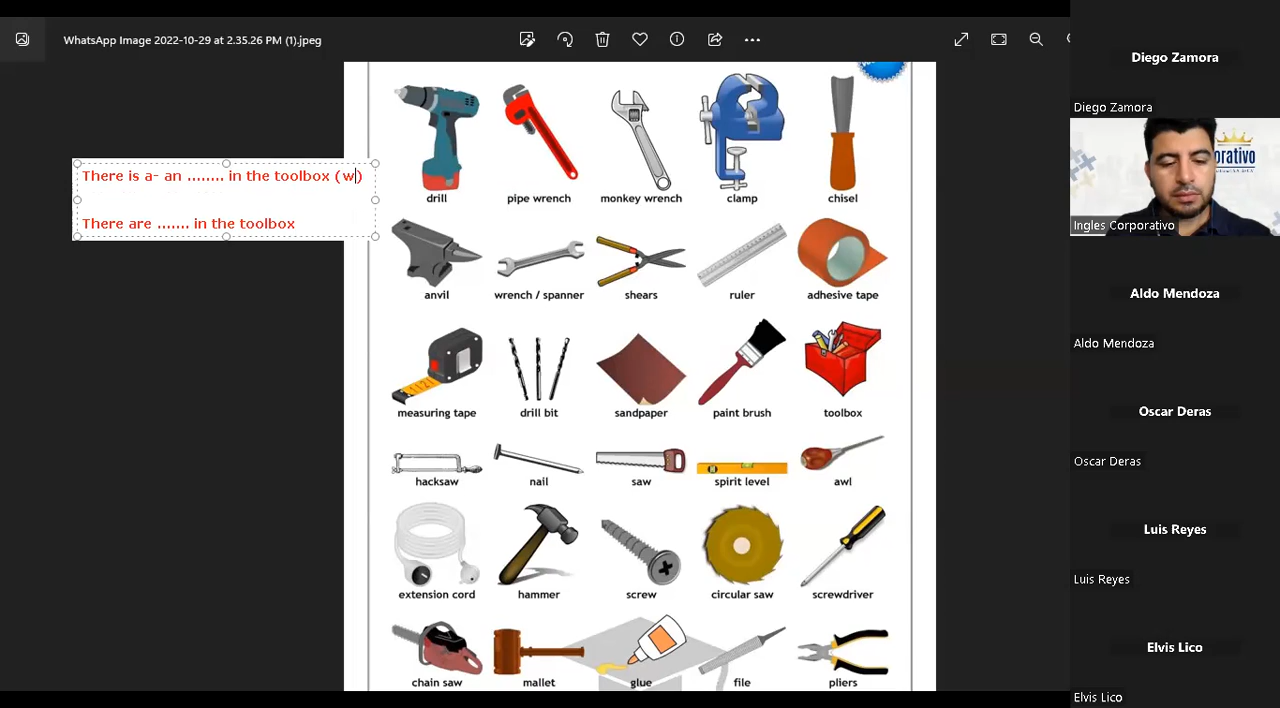 WhatsApp Image 2022-10-29 at 2.35.26 PM (1).jpeg
There is a- an ........ in the toolbox (w)
There are ....... in the toolbox
drill pipe wrench monkey wrench clamp chisel
anvil wrench / spanner shears ruler adhesive tape
measuring tape drill bit sandpaper paint brush toolbox
hacksaw nail saw spirit level awl
extension cord hammer screw circular saw screwdriver
chain saw mallet glue file pliers
Diego Zamora
Diego Zamora
Ingles Corporativo
Aldo Mendoza
Aldo Mendoza
Oscar Deras
Oscar Deras
Luis Reyes
Luis Reyes
Elvis Lico
Elvis Lico